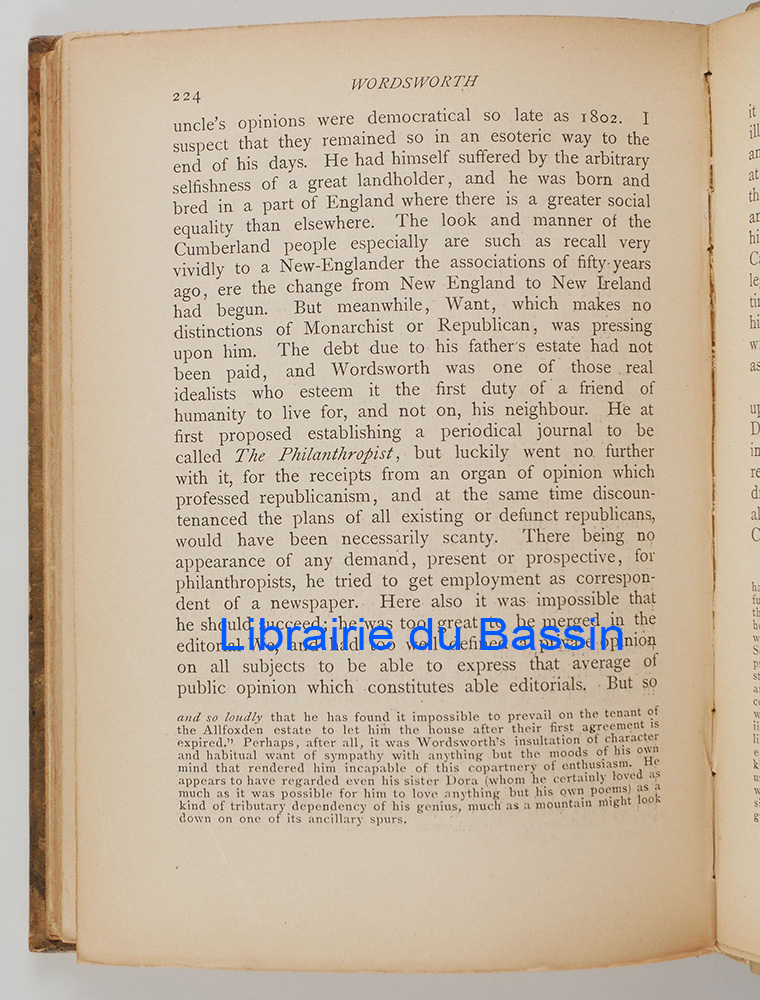 224
WORDSWORTH
uncle's opinions were democratical so late as 1802. I
suspect that they remained so in an esoteric way to the
end of his days. He had himself suffered by the arbitrary
selfishness of a great landholder, and he was born and
bred in a part of England where there is a greater social
equality than elsewhere. The look and manner of the
Cumberland people especially are such as recall very
vividly to a New-Englander the associations of fifty years
ago, ere the change from New England to New Ireland
had begun. But meanwhile, Want, which makes no
distinctions of Monarchist or Republican, was pressing
upon him. The debt due to his father's estate had not
been paid, and Wordsworth was one of those real
idealists who esteem it the first duty of a friend of
humanity to live for, and not on, his neighbour. He at
first proposed establishing a periodical journal to be
called The Philanthropist, but luckily went no further
with it, for the receipts from an organ of opinion which
professed republicanism, and at the same time discoun-
tenanced the plans of all existing or defunct republicans,
would have been necessarily scanty. There being no
appearance of any demand, present or prospective, for
philanthropists, he tried to get employment as correspon-
dent of a newspaper. Here also it was impossible that
he should succeed; he was too great to be merged in the
editorial We, and had too well defined a private opinion
on all subjects to be able to express that average of
public opinion which constitutes able editorials. But so
and so loudly that he has found it impossible to prevail on the tenant of
the Allfoxden estate to let him the house after their first agreement is
expired." Perhaps, after all, it was Wordsworth's insultation of character
and habitual want of sympathy with anything but the moods of his own
mind that rendered him incapable of this copartnery of enthusiasm. He
appears to have regarded even his sister Dora (whom he certainly loved as
much as it was possible for him to love anything but his own poems) as a
kind of tributary dependency of his genius, much as a mountain might look
down on one of its ancillary spurs.
Librairie du Bassin